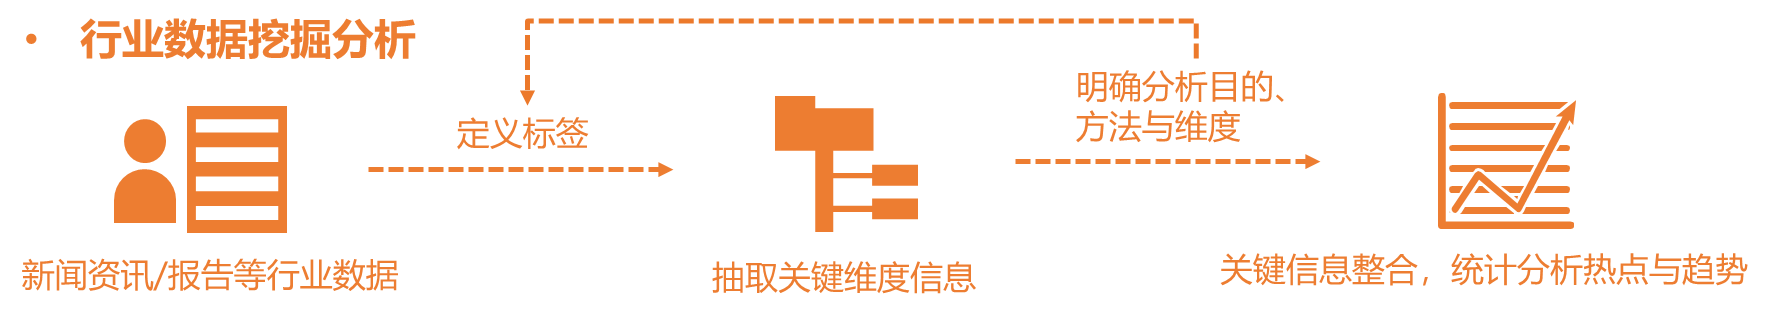 • 行业数据挖掘分析
定义标签
明确分析目的、
方法与维度
新闻资讯/报告等行业数据
抽取关键维度信息
关键信息整合，统计分析热点与趋势